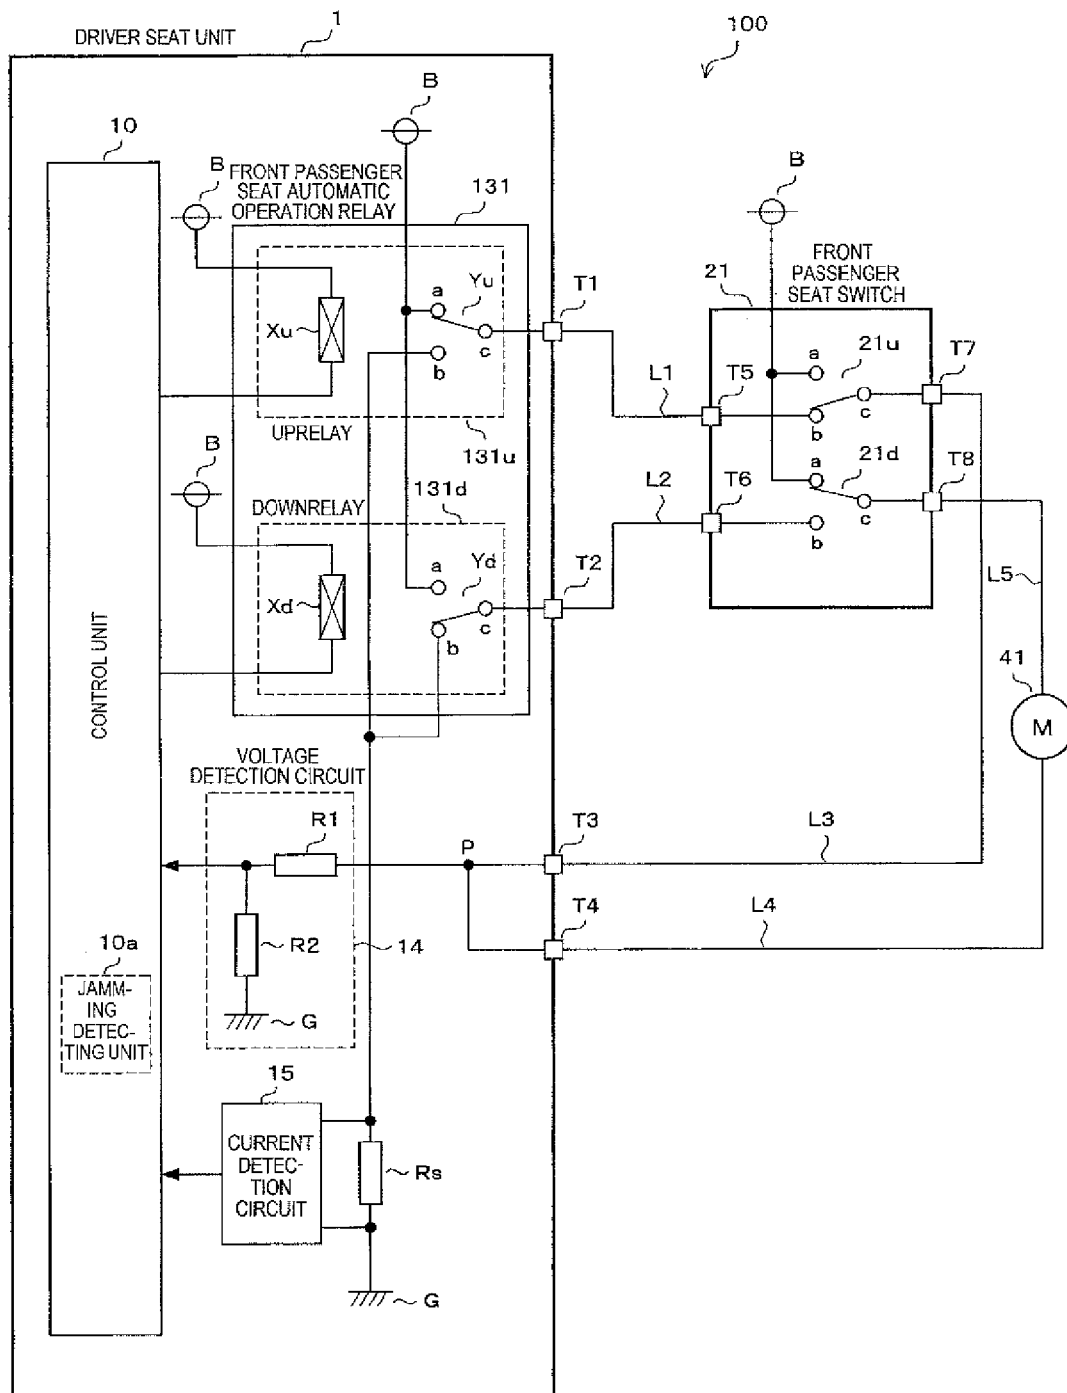 1
DRIVER SEAT UNIT
100
B
10
B
FRONT PASSENGER
SEAT AUTOMATIC
OPERATION RELAY
131
B
FRONT
PASSENGER
SEAT SWITCH
21
Xu
a
Yu
c
b
T1
UPRELAY
131u
a
21u
T7
L1
T5
b
c
B
131d
DOWNRELAY
a
21d
T8
L2
T6
b
c
Xd
a
Yd
c
b
T2
L5
CONTROL UNIT
41
M
VOLTAGE
DETECTION CIRCUIT
R1
P
T3
L3
R2
14
T4
L4
10a
JAMM-
ING
DETEC-
TING UNIT
G
15
CURRENT
DETEC-
TION
CIRCUIT
Rs
G